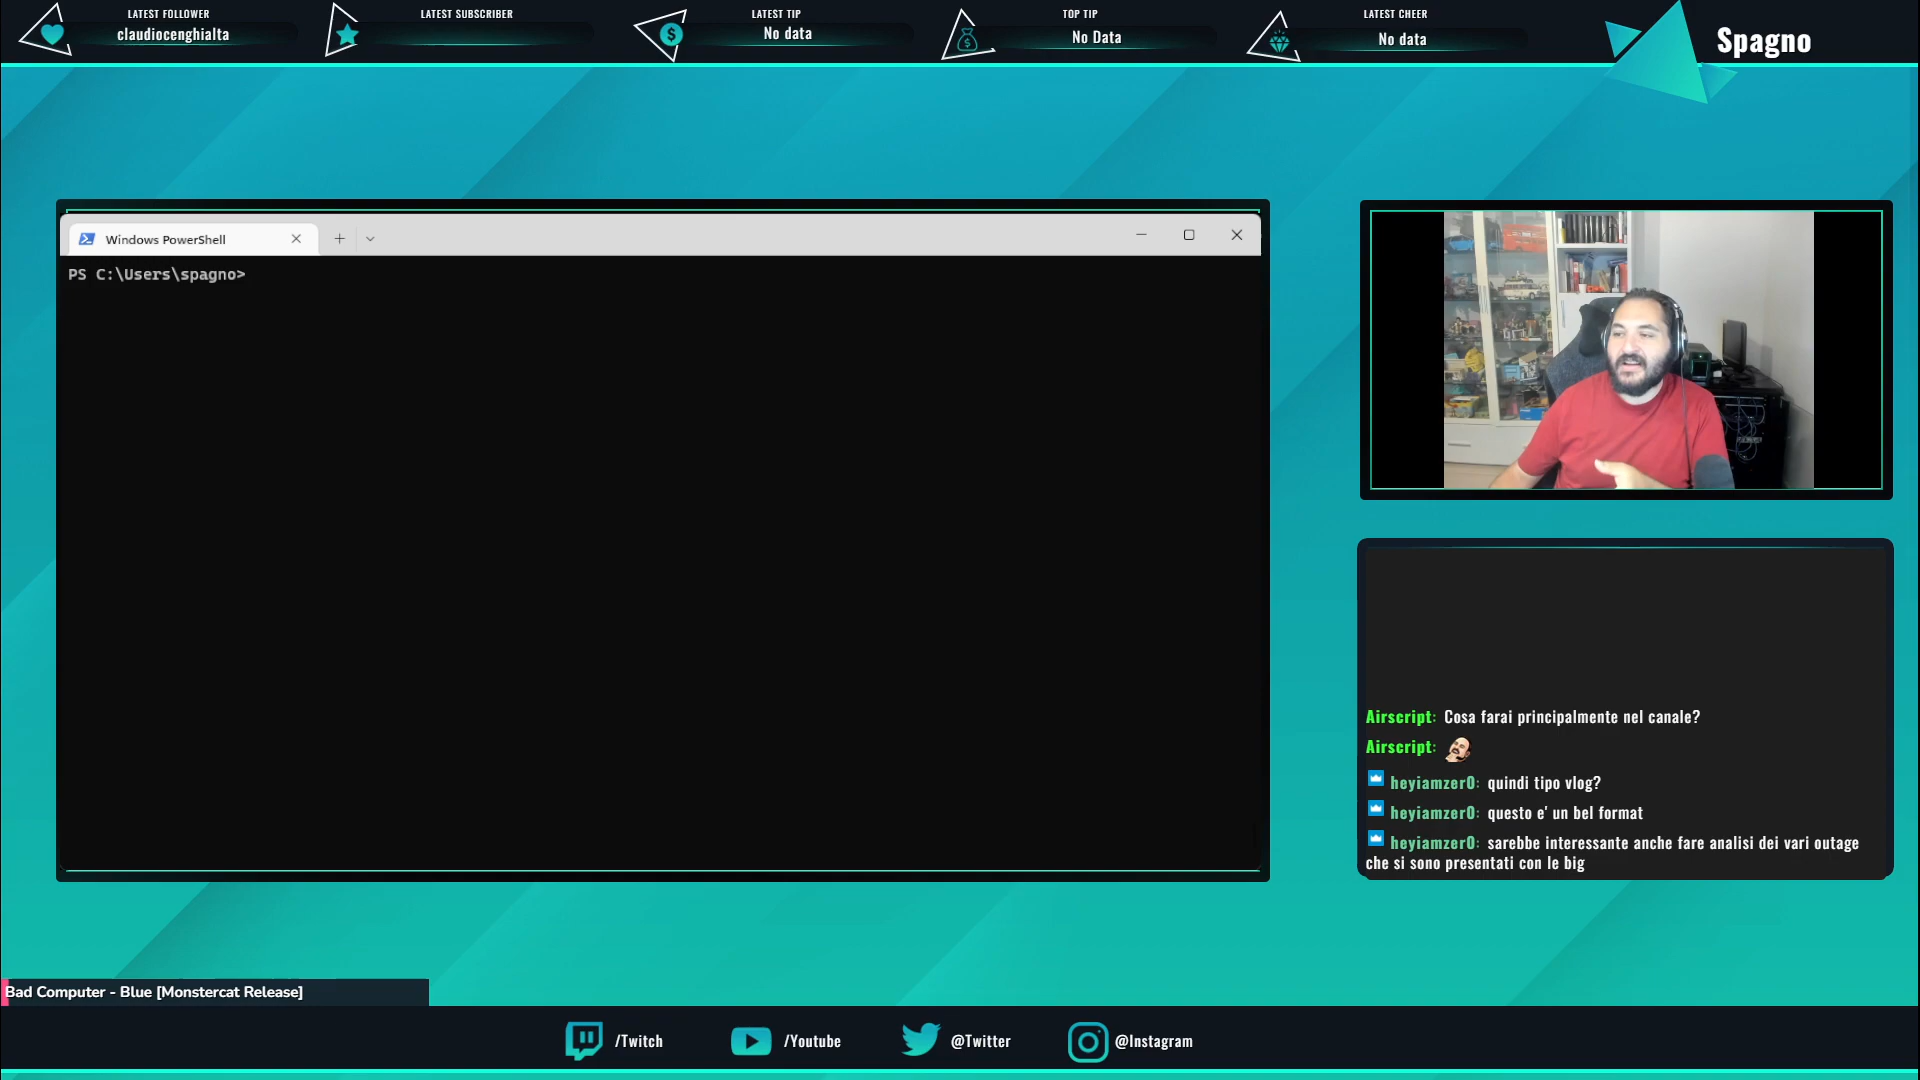 LATEST FOLLOWER
claudiocenghialta
LATEST SUBSCRIBER
LATEST TIP
No data
TOP TIP
No Data
LATEST CHEER
No data
Spagno
Windows PowerShell
PS C:\Users\spagno>
Airscript: Cosa farai principalmente nel canale?
Airscript:
heyiamzer0: quindi tipo vlog?
heyiamzer0: questo e' un bel format
heyiamzer0: sarebbe interessante anche fare analisi dei vari outage
che si sono presentati con le big
Bad Computer - Blue [Monstercat Release]
/Twitch
/Youtube
@Twitter
@Instagram